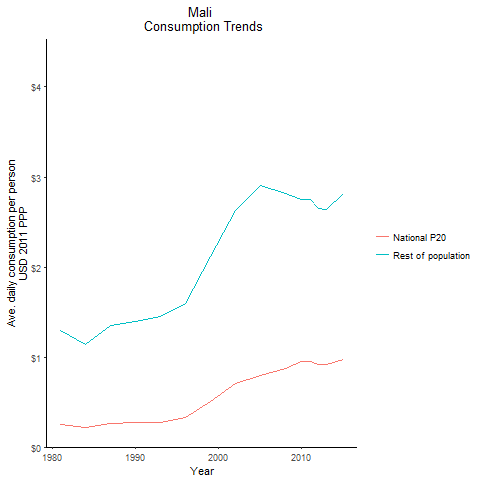 Mali
Consumption Trends
Ave. daily consumption per person
USD 2011 PPP
$4
$3
$2
$1
$0
1980 1990 2000 2010
Year
National P20
Rest of population